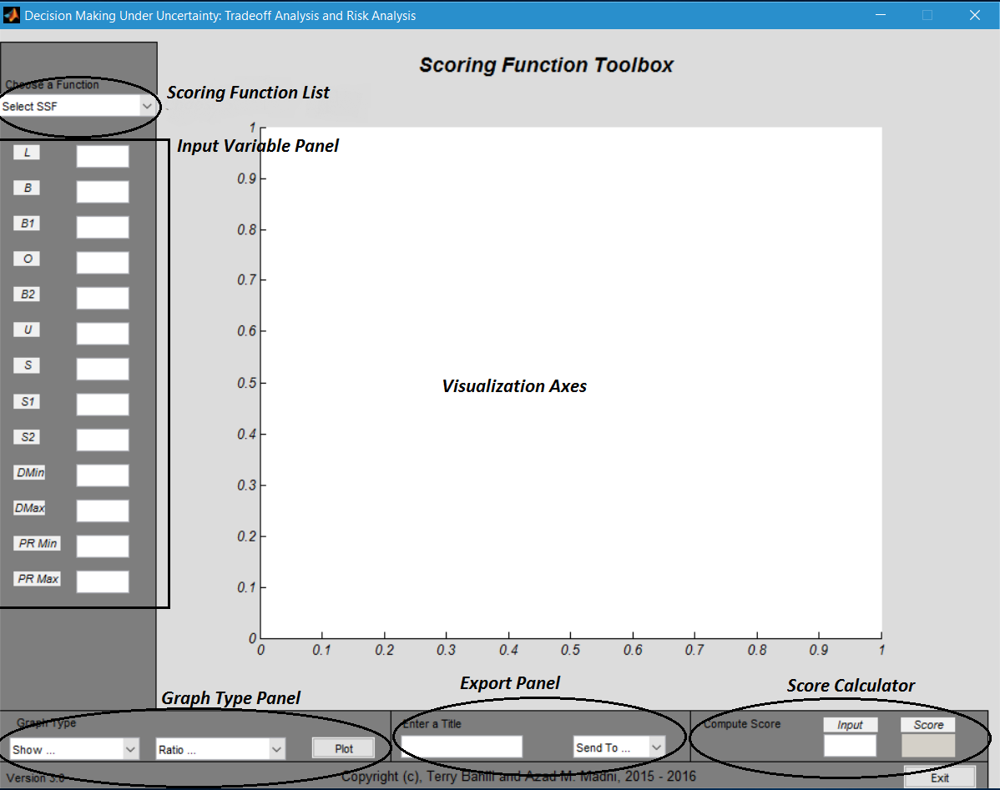 Decision Making Under Uncertainty: Tradeoff Analysis and Risk Analysis
Scoring Function Toolbox
Choose a Function
Scoring Function List
Select SSF
Input Variable Panel
L
B
B1
O
B2
U
S
S1
S2
DMin
DMax
PR Min
PR Max
1
0.9
0.8
0.7
0.6
0.5
0.4
0.3
0.2
0.1
0
Visualization Axes
0 0.1 0.2 0.3 0.4 0.5 0.6 0.7 0.8 0.9 1
Graph Type Panel
Export Panel
Score Calculator
Graph Type
Show ... Ratio ... Plot
Enter a Title
Send To ...
Compute Score Input Score
Version 3.0
Copyright (c), Terry Bahill and Azad M. Madni, 2015 - 2016
Exit